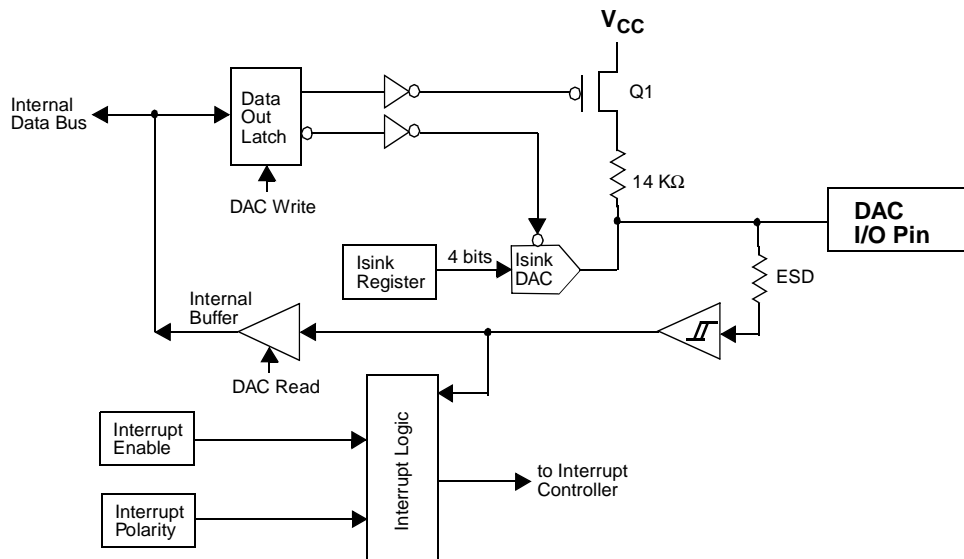 VCC
Q1
Internal
Data Bus
Data
Out
Latch
14 KΩ
DAC Write
DAC
I/O Pin
Isink
Register
4 bits
Isink
DAC
ESD
Internal
Buffer
DAC Read
Interrupt
Enable
Interrupt Logic
to Interrupt
Controller
Interrupt
Polarity